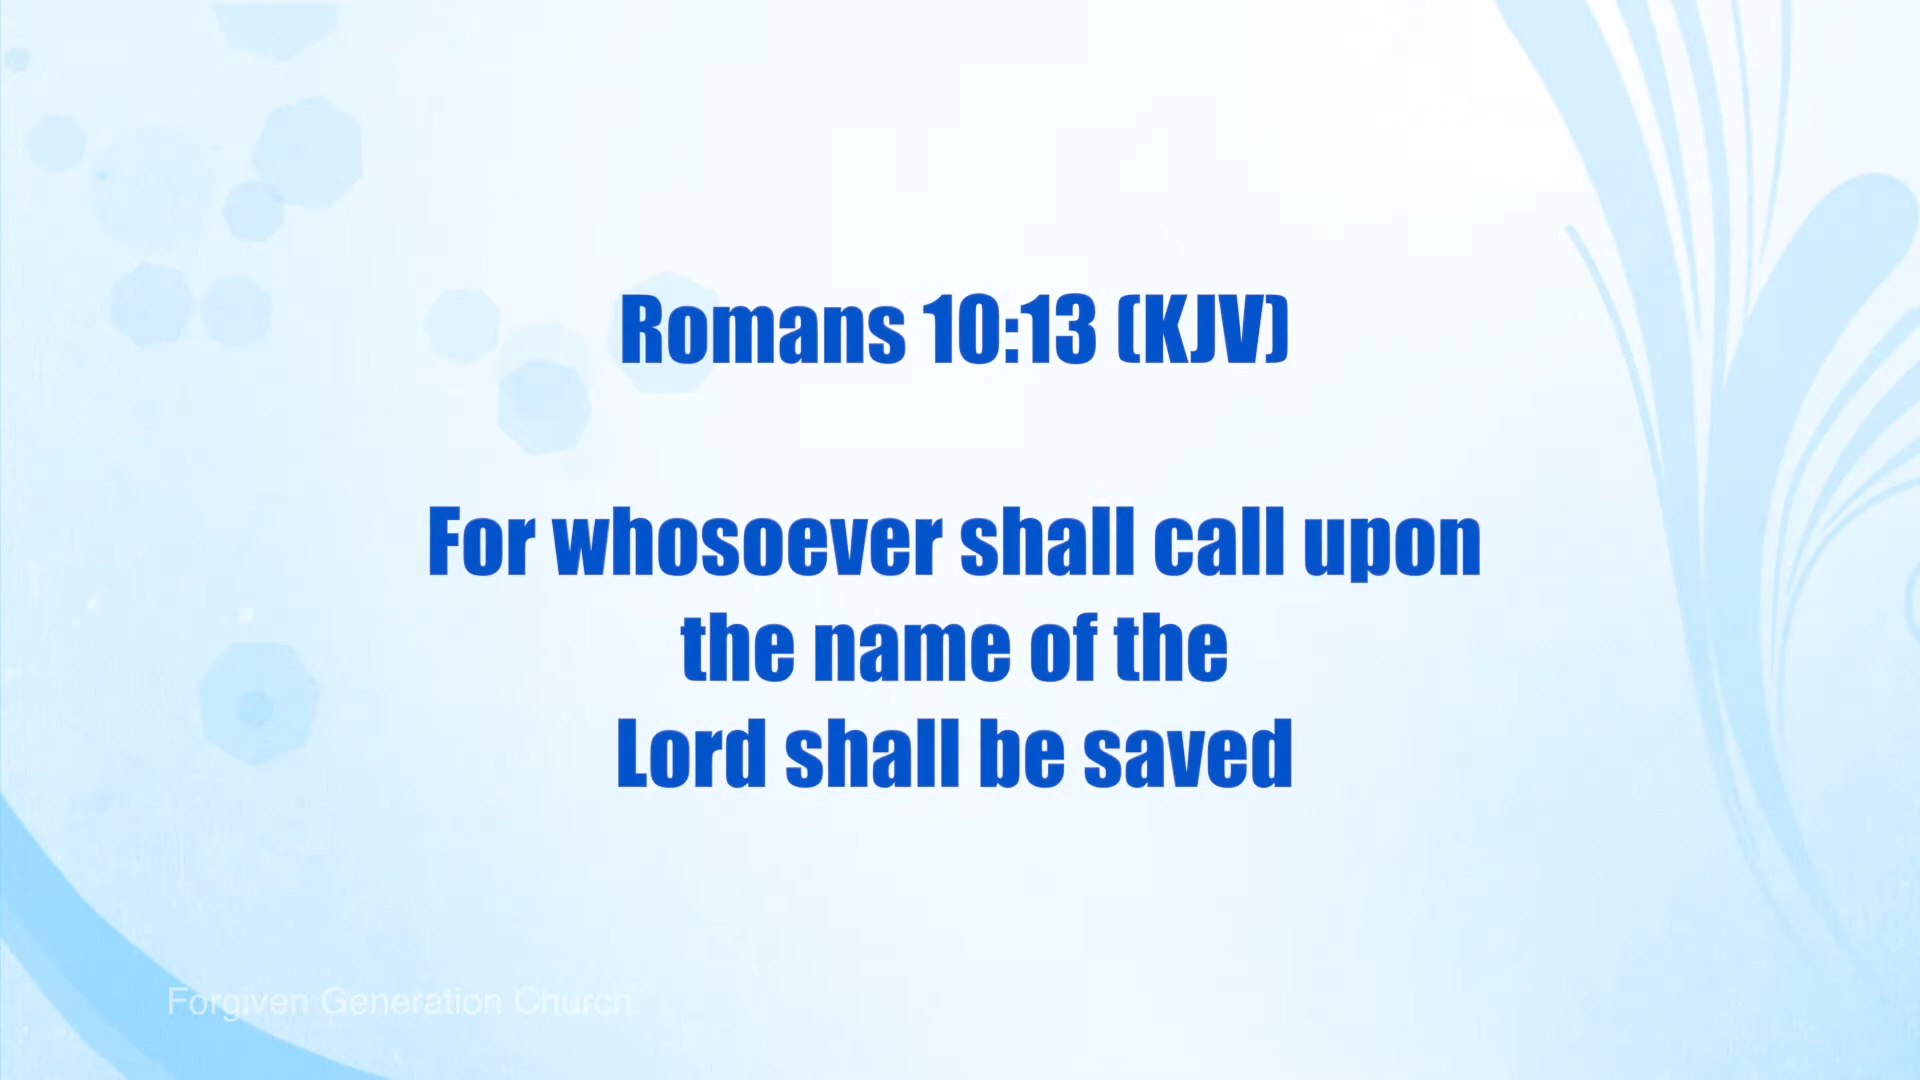 Romans 10:13 (KJV)
For whosoever shall call upon
the name of the
Lord shall be saved
Forgiven Generation Church